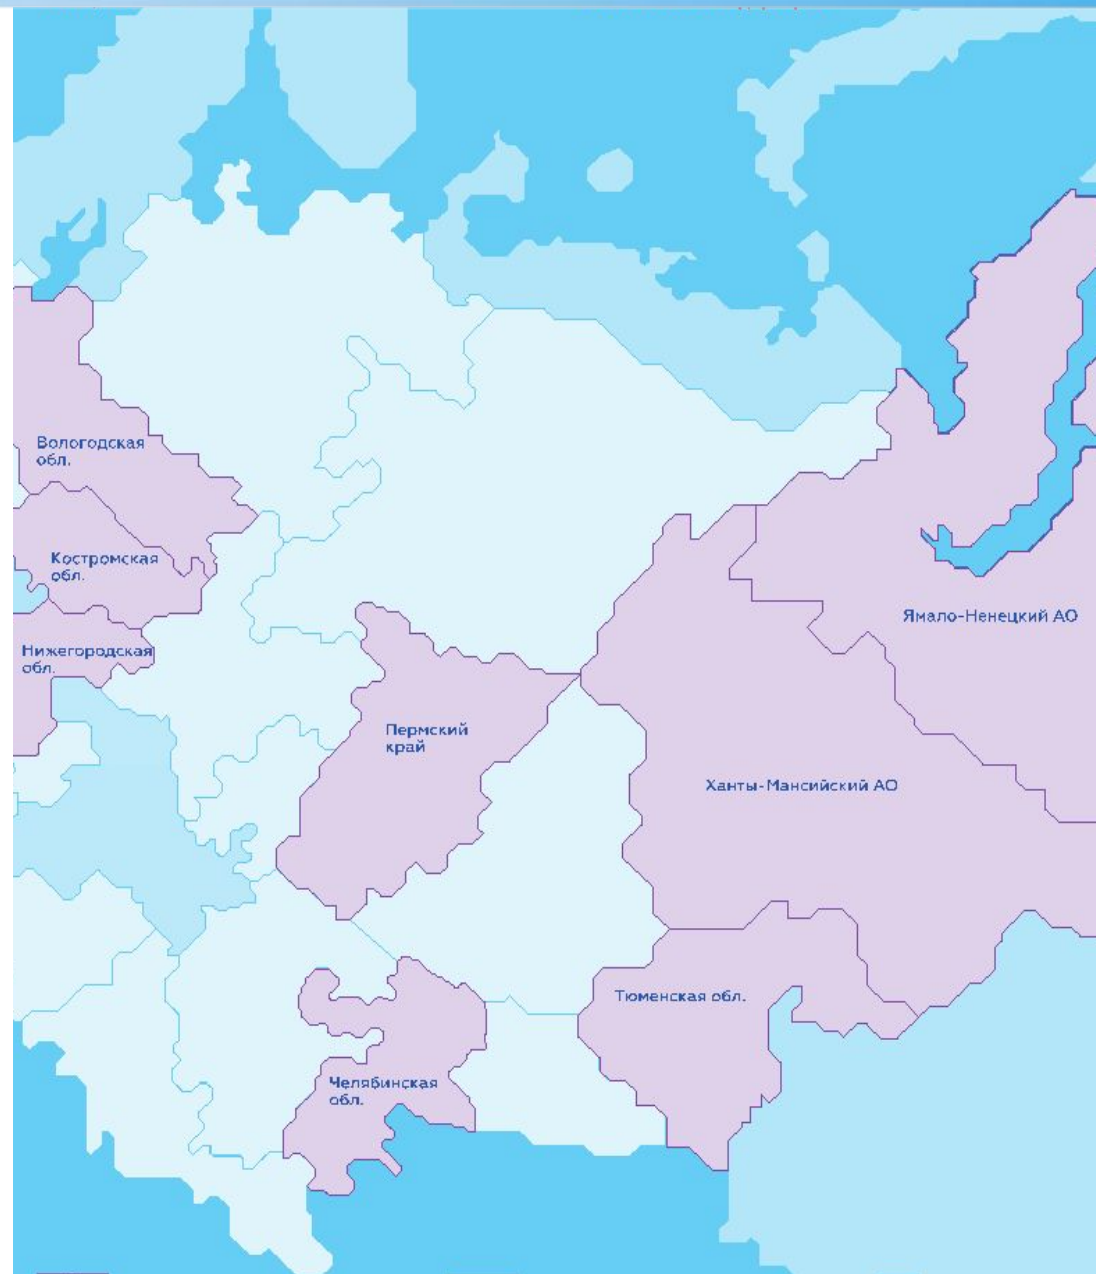 Вологодская
обл.
Костромская
обл.
Нижегородская
обл.
Ямало-Ненецкий АО
Пермский
край
Ханты-Мансийский АО
Тюменская обл.
Челябинская
обл.